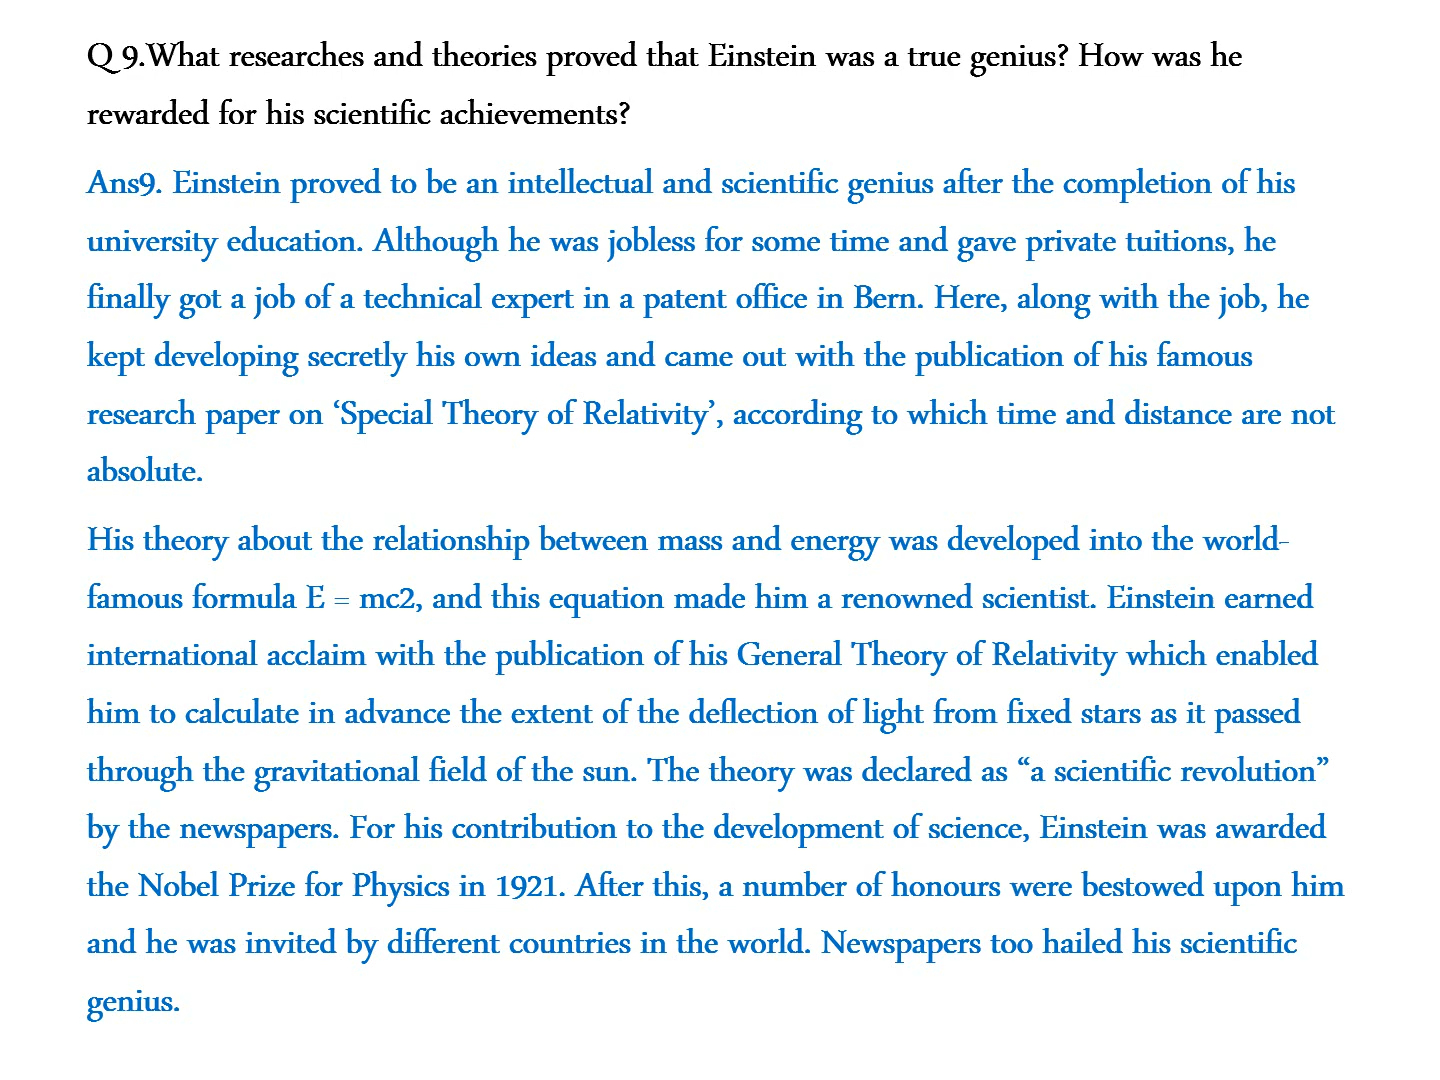 Q 9.What researches and theories proved that Einstein was a true genius? How was he
rewarded for his scientific achievements?
Ans9. Einstein proved to be an intellectual and scientific genius after the completion of his
university education. Although he was jobless for some time and gave private tuitions, he
finally got a job of a technical expert in a patent office in Bern. Here, along with the job, he
kept developing secretly his own ideas and came out with the publication of his famous
research paper on ‘Special Theory of Relativity’, according to which time and distance are not
absolute.
His theory about the relationship between mass and energy was developed into the world-
famous formula E = mc2, and this equation made him a renowned scientist. Einstein earned
international acclaim with the publication of his General Theory of Relativity which enabled
him to calculate in advance the extent of the deflection of light from fixed stars as it passed
through the gravitational field of the sun. The theory was declared as “a scientific revolution”
by the newspapers. For his contribution to the development of science, Einstein was awarded
the Nobel Prize for Physics in 1921. After this, a number of honours were bestowed upon him
and he was invited by different countries in the world. Newspapers too hailed his scientific
genius.